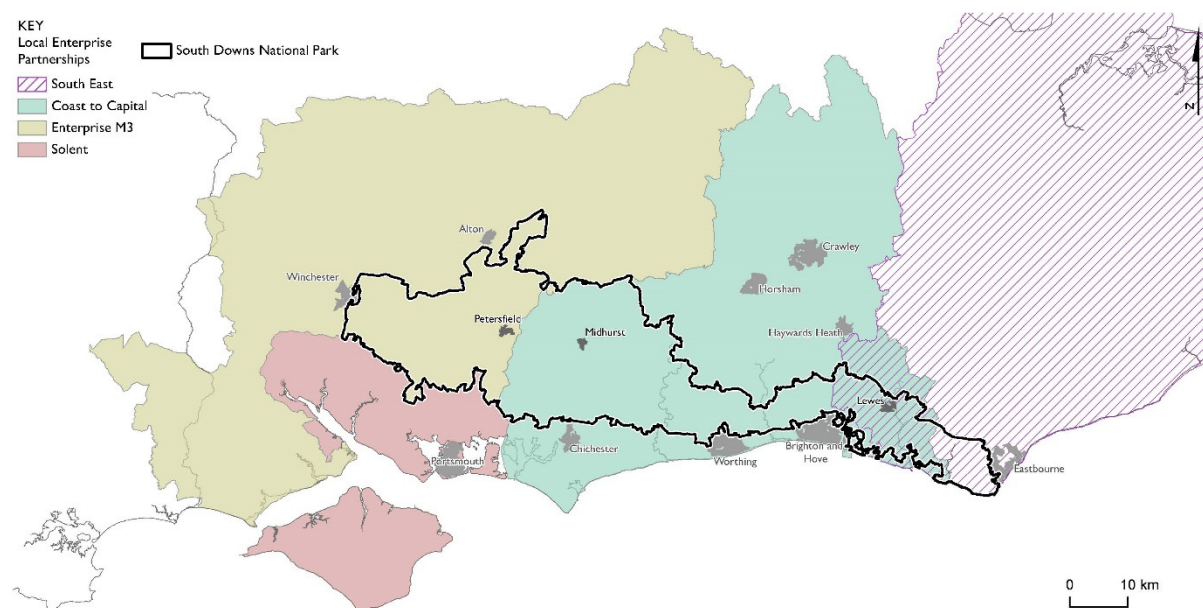 KEY
Local Enterprise
Partnerships
South Downs National Park
South East
Coast to Capital
Enterprise M3
Solent
N
Alton
Winchester
Crawley
Horsham
Petersfield
Midhurst
Haywards Heath
Lewes
Chichester
Portsmouth
Worthing
Brighton and
Hove
Eastbourne
0 10 km